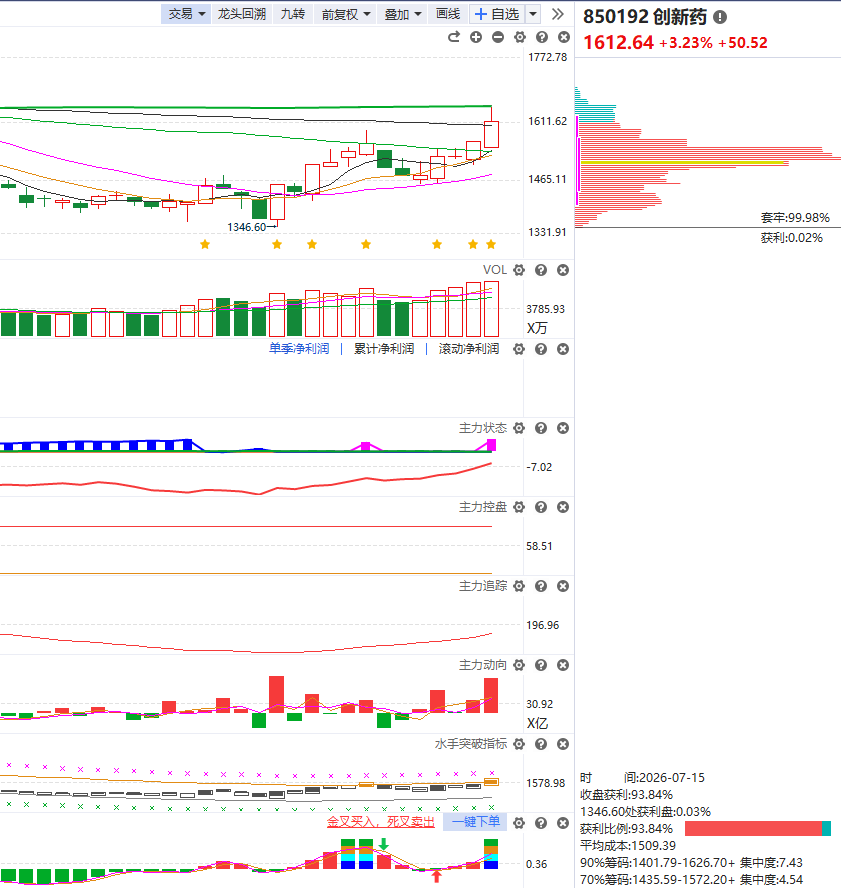 交易 龙头回溯 九转 前复权 叠加 画线 +自选
850192 创新药
1612.64 +3.23% +50.52
1772.78
1611.62
1465.11
1346.60
1331.91
套牢:99.98%
获利:0.02%
VOL
3785.93
X万
单季净利润 | 累计净利润 | 滚动净利润
主力状态
-7.02
主力控盘
58.51
主力追踪
196.96
主力动向
30.92
X亿
水手突破指标
1578.98
金叉买入，死叉卖出 一键下单
0.36
时 间:2026-07-15
收盘获利:93.84%
1346.60处获利盘:0.03%
获利比例:93.84%
平均成本:1509.39
90%筹码:1401.79-1626.70+ 集中度:7.43
70%筹码:1435.59-1572.20+ 集中度:4.54